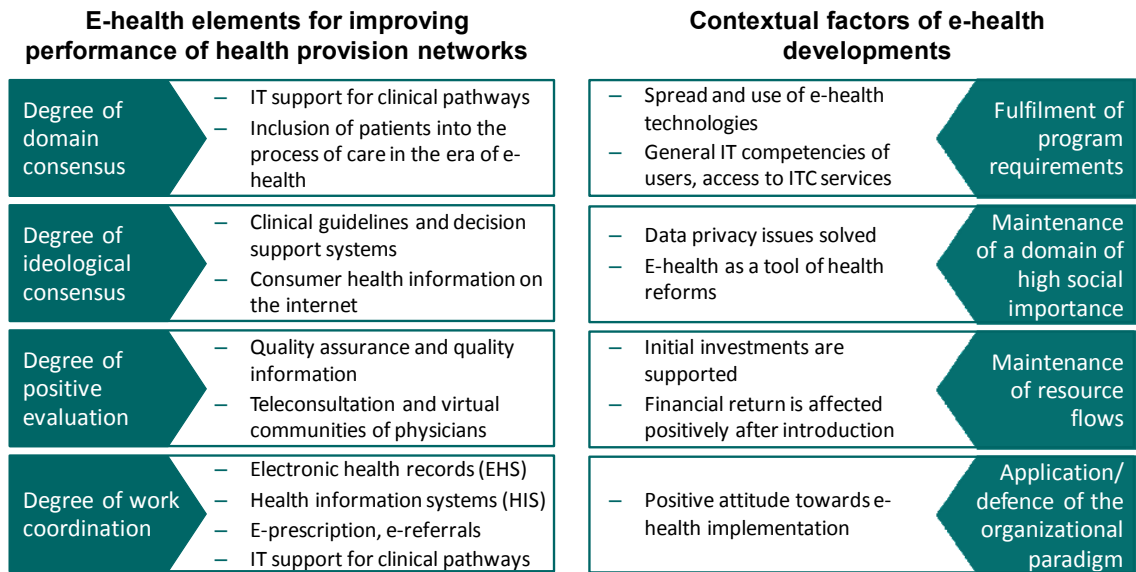 E-health elements for improving
performance of health provision networks
Degree of
domain
consensus
– IT support for clinical pathways
– Inclusion of patients into the
process of care in the era of e-
health
Degree of
ideological
consensus
– Clinical guidelines and decision
support systems
– Consumer health information on
the internet
Degree of
positive
evaluation
– Quality assurance and quality
information
– Teleconsultation and virtual
communities of physicians
Degree of work
coordination
– Electronic health records (EHS)
– Health information systems (HIS)
– E-prescription, e-referrals
– IT support for clinical pathways
Contextual factors of e-health
developments
– Spread and use of e-health
technologies
– General IT competencies of
users, access to ITC services
Fulfilment of
program
requirements
– Data privacy issues solved
– E-health as a tool of health
reforms
Maintenance
of a domain of
high social
importance
– Initial investments are
supported
– Financial return is affected
positively after introduction
Maintenance
of resource
flows
– Positive attitude towards e-
health implementation
Application/
defence of the
organizational
paradigm